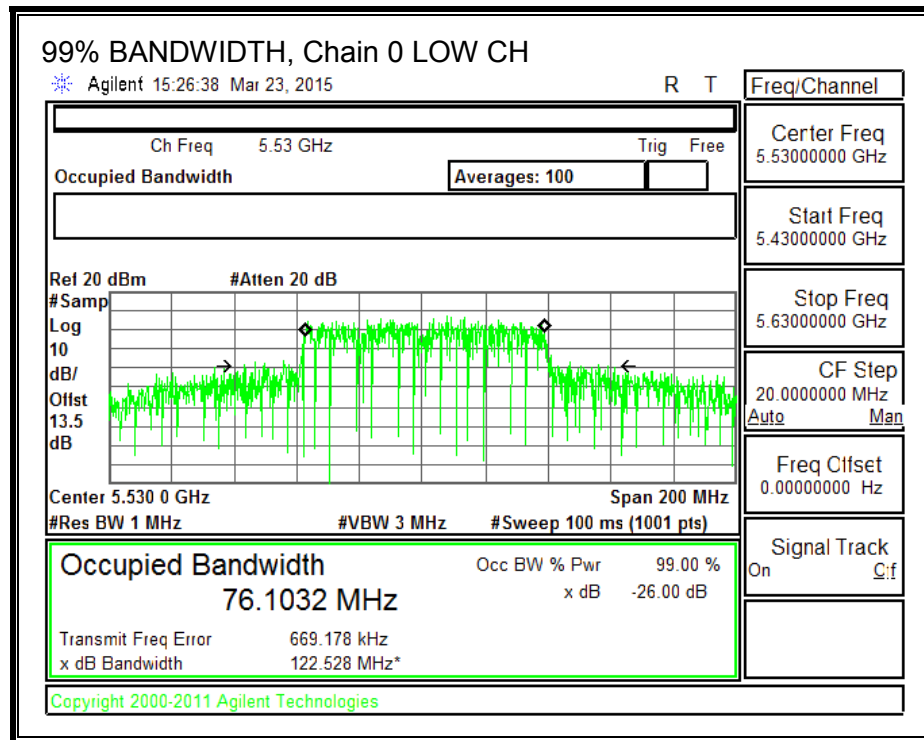 99% BANDWIDTH, Chain 0 LOW CH
Agilent 15:26:38 Mar 23, 2015 R T
Freq/Channel
Ch Freq 5.53 GHz Trig Free
Occupied Bandwidth Averages: 100
Center Freq
5.53000000 GHz
Start Freq
5.43000000 GHz
Stop Freq
5.63000000 GHz
CF Step
20.0000000 MHz
Auto Man
Freq Offset
0.00000000 Hz
Signal Track
On Off
Ref 20 dBm #Atten 20 dB
#Samp
Log
10
dB/
Offst
13.5
dB
Center 5.530 0 GHz Span 200 MHz
#Res BW 1 MHz #VBW 3 MHz #Sweep 100 ms (1001 pts)
Occupied Bandwidth Occ BW % Pwr 99.00 %
76.1032 MHz x dB -26.00 dB
Transmit Freq Error 669.178 kHz
x dB Bandwidth 122.528 MHz*
Copyright 2000-2011 Agilent Technologies